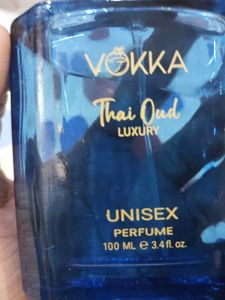 VOKKA
Thai Oud
LUXURY
UNISEX
PERFUME
100 ML ℮ 3.4 fl. oz.